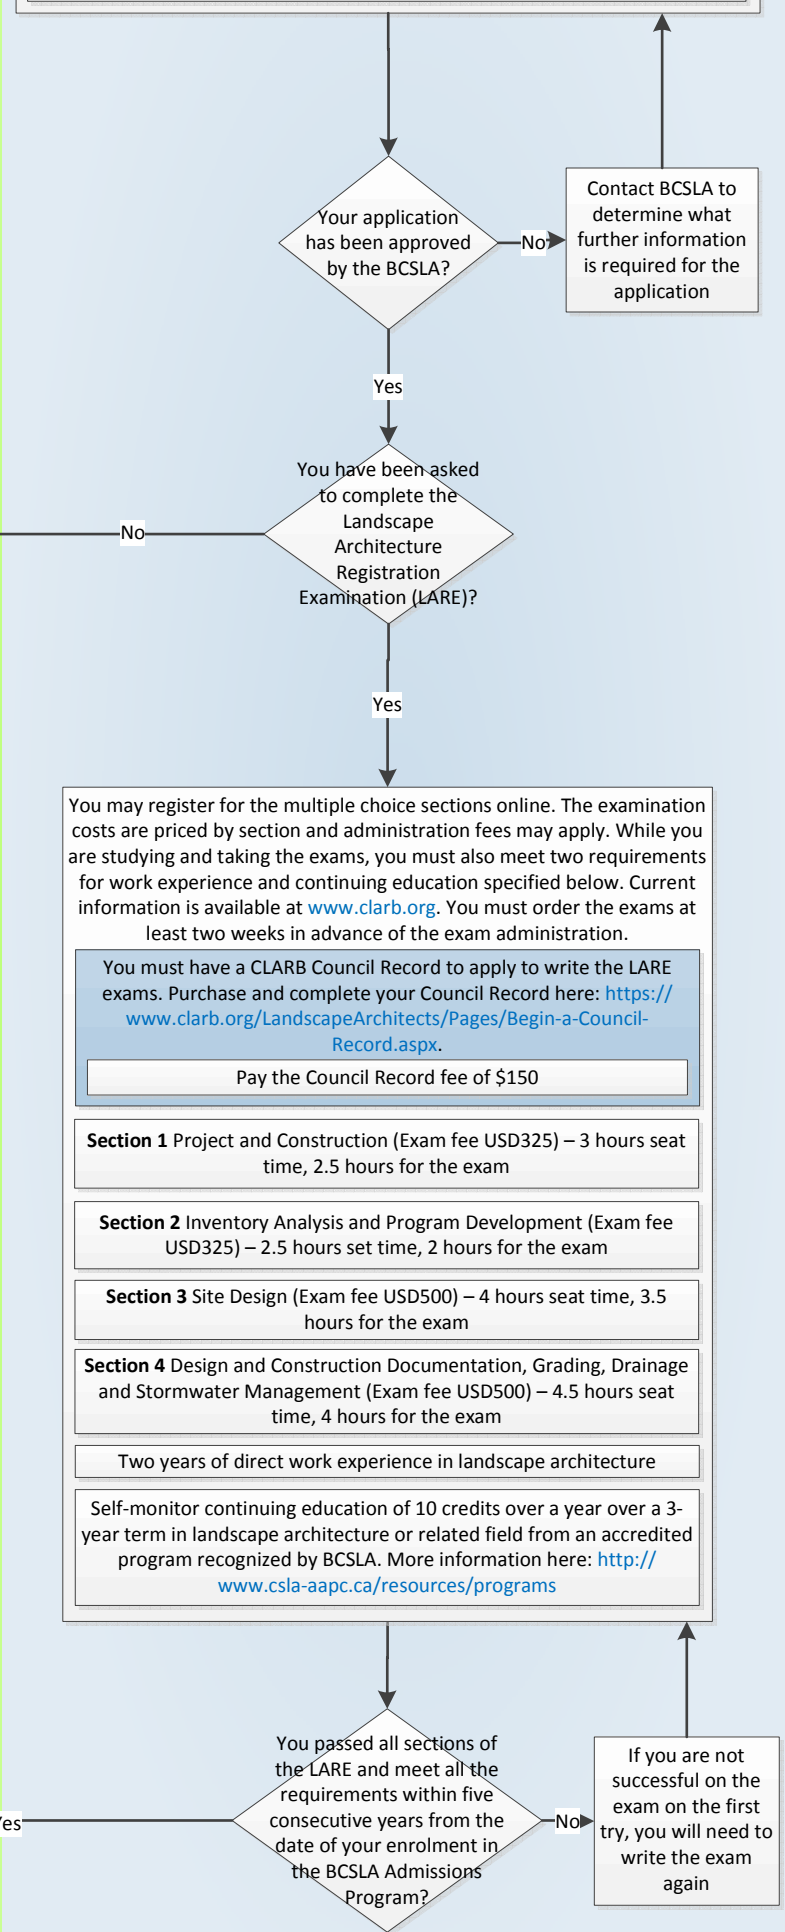 Your application
has been approved
by the BCSLA?
No
Contact BCSLA to
determine what
further information
is required for the
application
Yes
You have been asked
to complete the
Landscape
Architecture
Registration
Examination (LARE)?
No
Yes
You may register for the multiple choice sections online. The examination
costs are priced by section and administration fees may apply. While you
are studying and taking the exams, you must also meet two requirements
for work experience and continuing education specified below. Current
information is available at www.clarb.org. You must order the exams at
least two weeks in advance of the exam administration.
You must have a CLARB Council Record to apply to write the LARE
exams. Purchase and complete your Council Record here: https://
www.clarb.org/LandscapeArchitects/Pages/Begin-a-Council-
Record.aspx.
Pay the Council Record fee of $150
Section 1 Project and Construction (Exam fee USD325) – 3 hours seat
time, 2.5 hours for the exam
Section 2 Inventory Analysis and Program Development (Exam fee
USD325) – 2.5 hours set time, 2 hours for the exam
Section 3 Site Design (Exam fee USD500) – 4 hours seat time, 3.5
hours for the exam
Section 4 Design and Construction Documentation, Grading, Drainage
and Stormwater Management (Exam fee USD500) – 4.5 hours seat
time, 4 hours for the exam
Two years of direct work experience in landscape architecture
Self-monitor continuing education of 10 credits over a year over a 3-
year term in landscape architecture or related field from an accredited
program recognized by BCSLA. More information here: http://
www.csla-aapc.ca/resources/programs
You passed all sections of
the LARE and meet all the
requirements within five
consecutive years from the
date of your enrolment in
the BCSLA Admissions
Program?
Yes
No
If you are not
successful on the
exam on the first
try, you will need to
write the exam
again